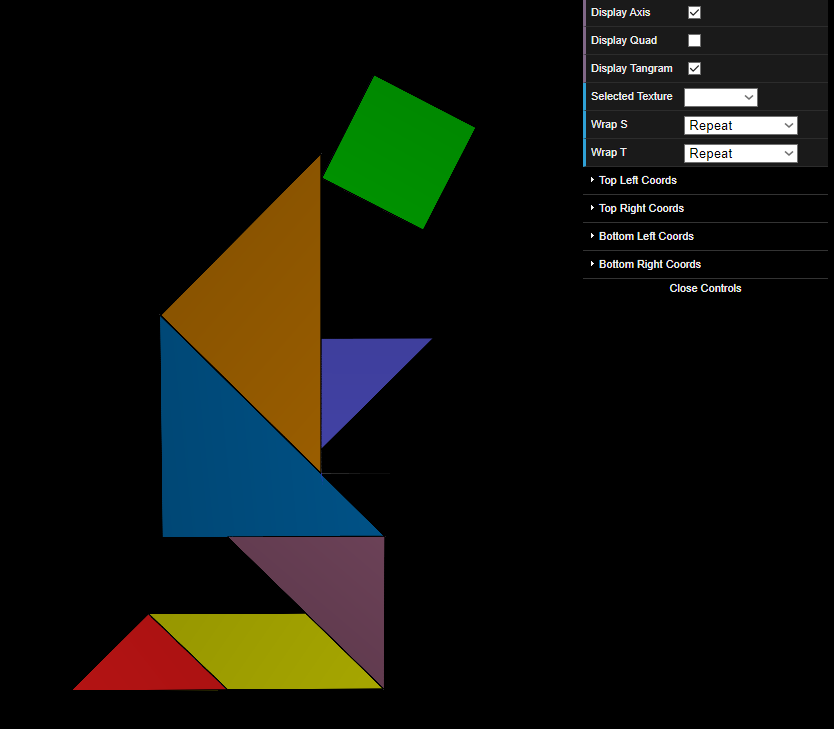 Display Axis
Display Quad
Display Tangram
Selected Texture
Wrap S Repeat
Wrap T Repeat
Top Left Coords
Top Right Coords
Bottom Left Coords
Bottom Right Coords
Close Controls